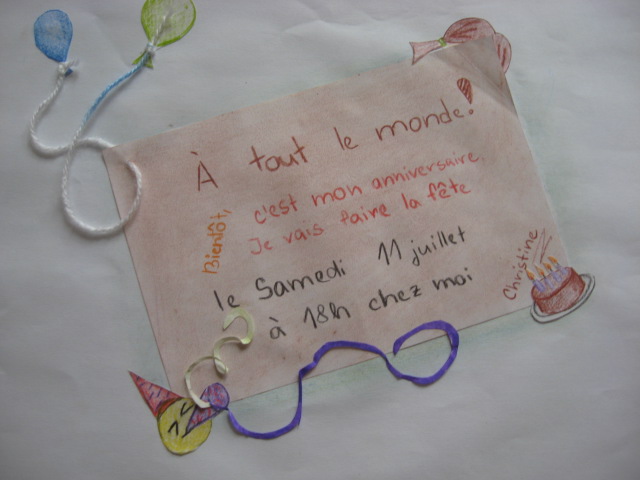 À tout le monde!
Bientôt,
c'est mon anniversaire.
Je vais faire la fête
le Samedi 11 juillet
à 18h chez moi
Christine